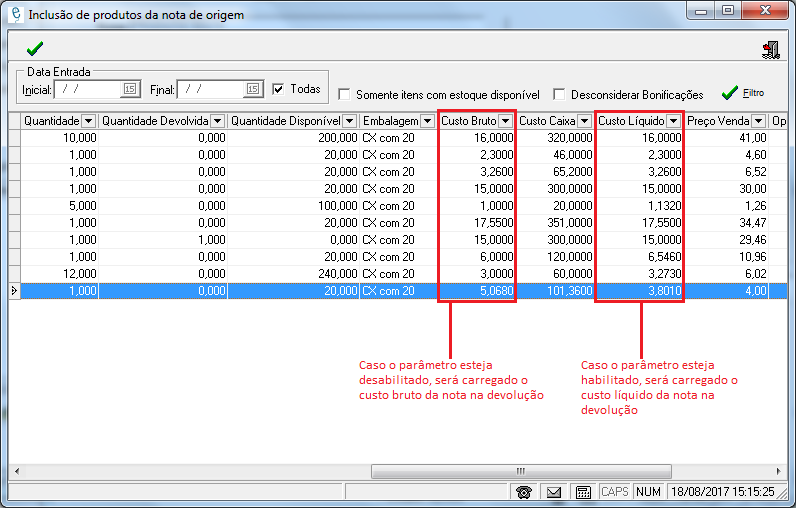 Inclusão de produtos da nota de origem
Data Entrada
Inicial: / / 15 Final: / / 15 Todas
Somente itens com estoque disponível
Desconsiderar Bonificações
Filtro
Quantidade Quantidade Devolvida Quantidade Disponível Embalagem Custo Bruto Custo Caixa Custo Líquido Preço Venda Op
10,000 0,000 200,000 CX com 20 16,0000 320,0000 16,0000 41,00
1,000 0,000 20,000 CX com 20 2,3000 46,0000 2,3000 4,60
1,000 0,000 20,000 CX com 20 3,2600 65,2000 3,2600 6,52
1,000 0,000 20,000 CX com 20 15,0000 300,0000 15,0000 30,00
5,000 0,000 100,000 CX com 20 1,0000 20,0000 1,1320 1,26
1,000 0,000 20,000 CX com 20 17,5500 351,0000 17,5500 34,47
1,000 1,000 0,000 CX com 20 15,0000 300,0000 15,0000 29,46
1,000 0,000 20,000 CX com 20 6,0000 120,0000 6,5460 10,96
12,000 0,000 240,000 CX com 20 3,0000 60,0000 3,2730 6,02
1,000 0,000 20,000 CX com 20 5,0680 101,3600 3,8010 4,00
Caso o parâmetro esteja
desabilitado, será carregado o
custo bruto da nota na devolução
Caso o parâmetro esteja
habilitado, será carregado o
custo líquido da nota na
devolução
CAPS NUM 18/08/2017 15:15:25